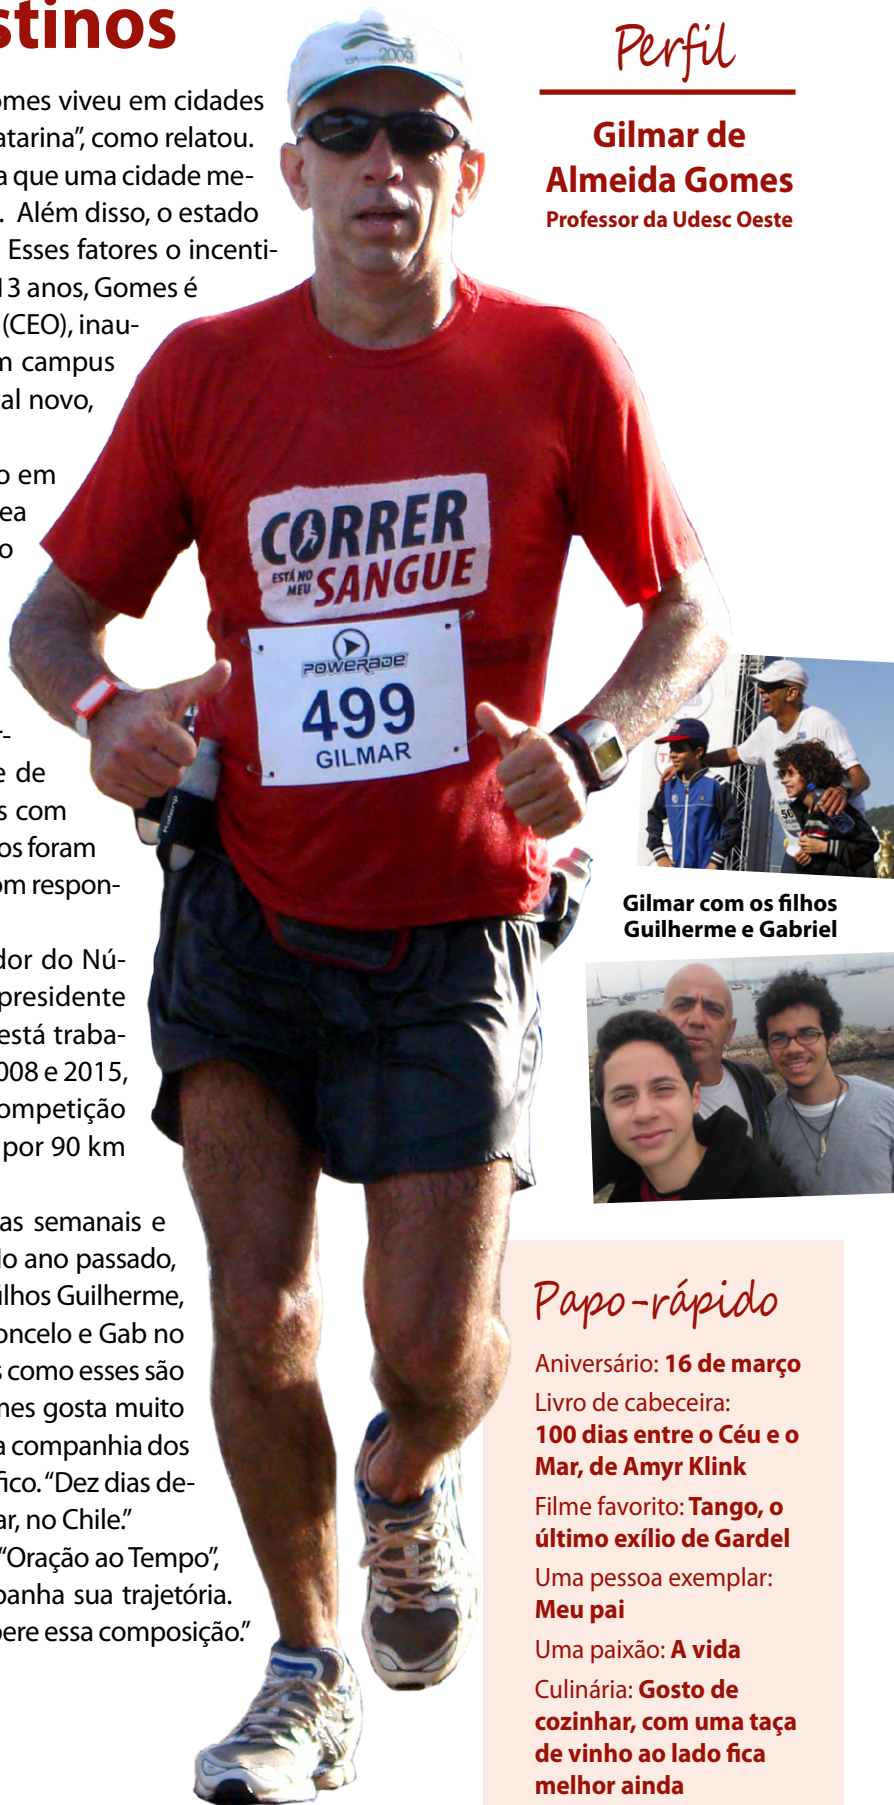 stinos
omes viveu em cidades
atarina”, como relatou.
a que uma cidade me-
. Além disso, o estado
Esses fatores o incenti-
13 anos, Gomes é
(CEO), inau-
m campus
tal novo,
o em
ea
o
r-
e de
s com
os foram
om respon-
dor do Nú-
presidente
está traba-
008 e 2015,
ompetição
por 90 km
as semanais e
lo ano passado,
ilhos Guilherme,
oncelo e Gab no
s como esses são
mes gosta muito
a companhia dos
fico. “Dez dias de-
ar, no Chile.”
“Oração ao Tempo”,
panha sua trajetória.
pere essa composição.”
2009
CORRER
ESTÁ NO
MEU SANGUE
POWERADE
499
GILMAR
Perfil
Gilmar de
Almeida Gomes
Professor da Udesc Oeste
Gilmar com os filhos
Guilherme e Gabriel
Papo-rápido
Aniversário: 16 de março
Livro de cabeceira:
100 dias entre o Céu e o
Mar, de Amyr Klink
Filme favorito: Tango, o
último exílio de Gardel
Uma pessoa exemplar:
Meu pai
Uma paixão: A vida
Culinária: Gosto de
cozinhar, com uma taça
de vinho ao lado fica
melhor ainda